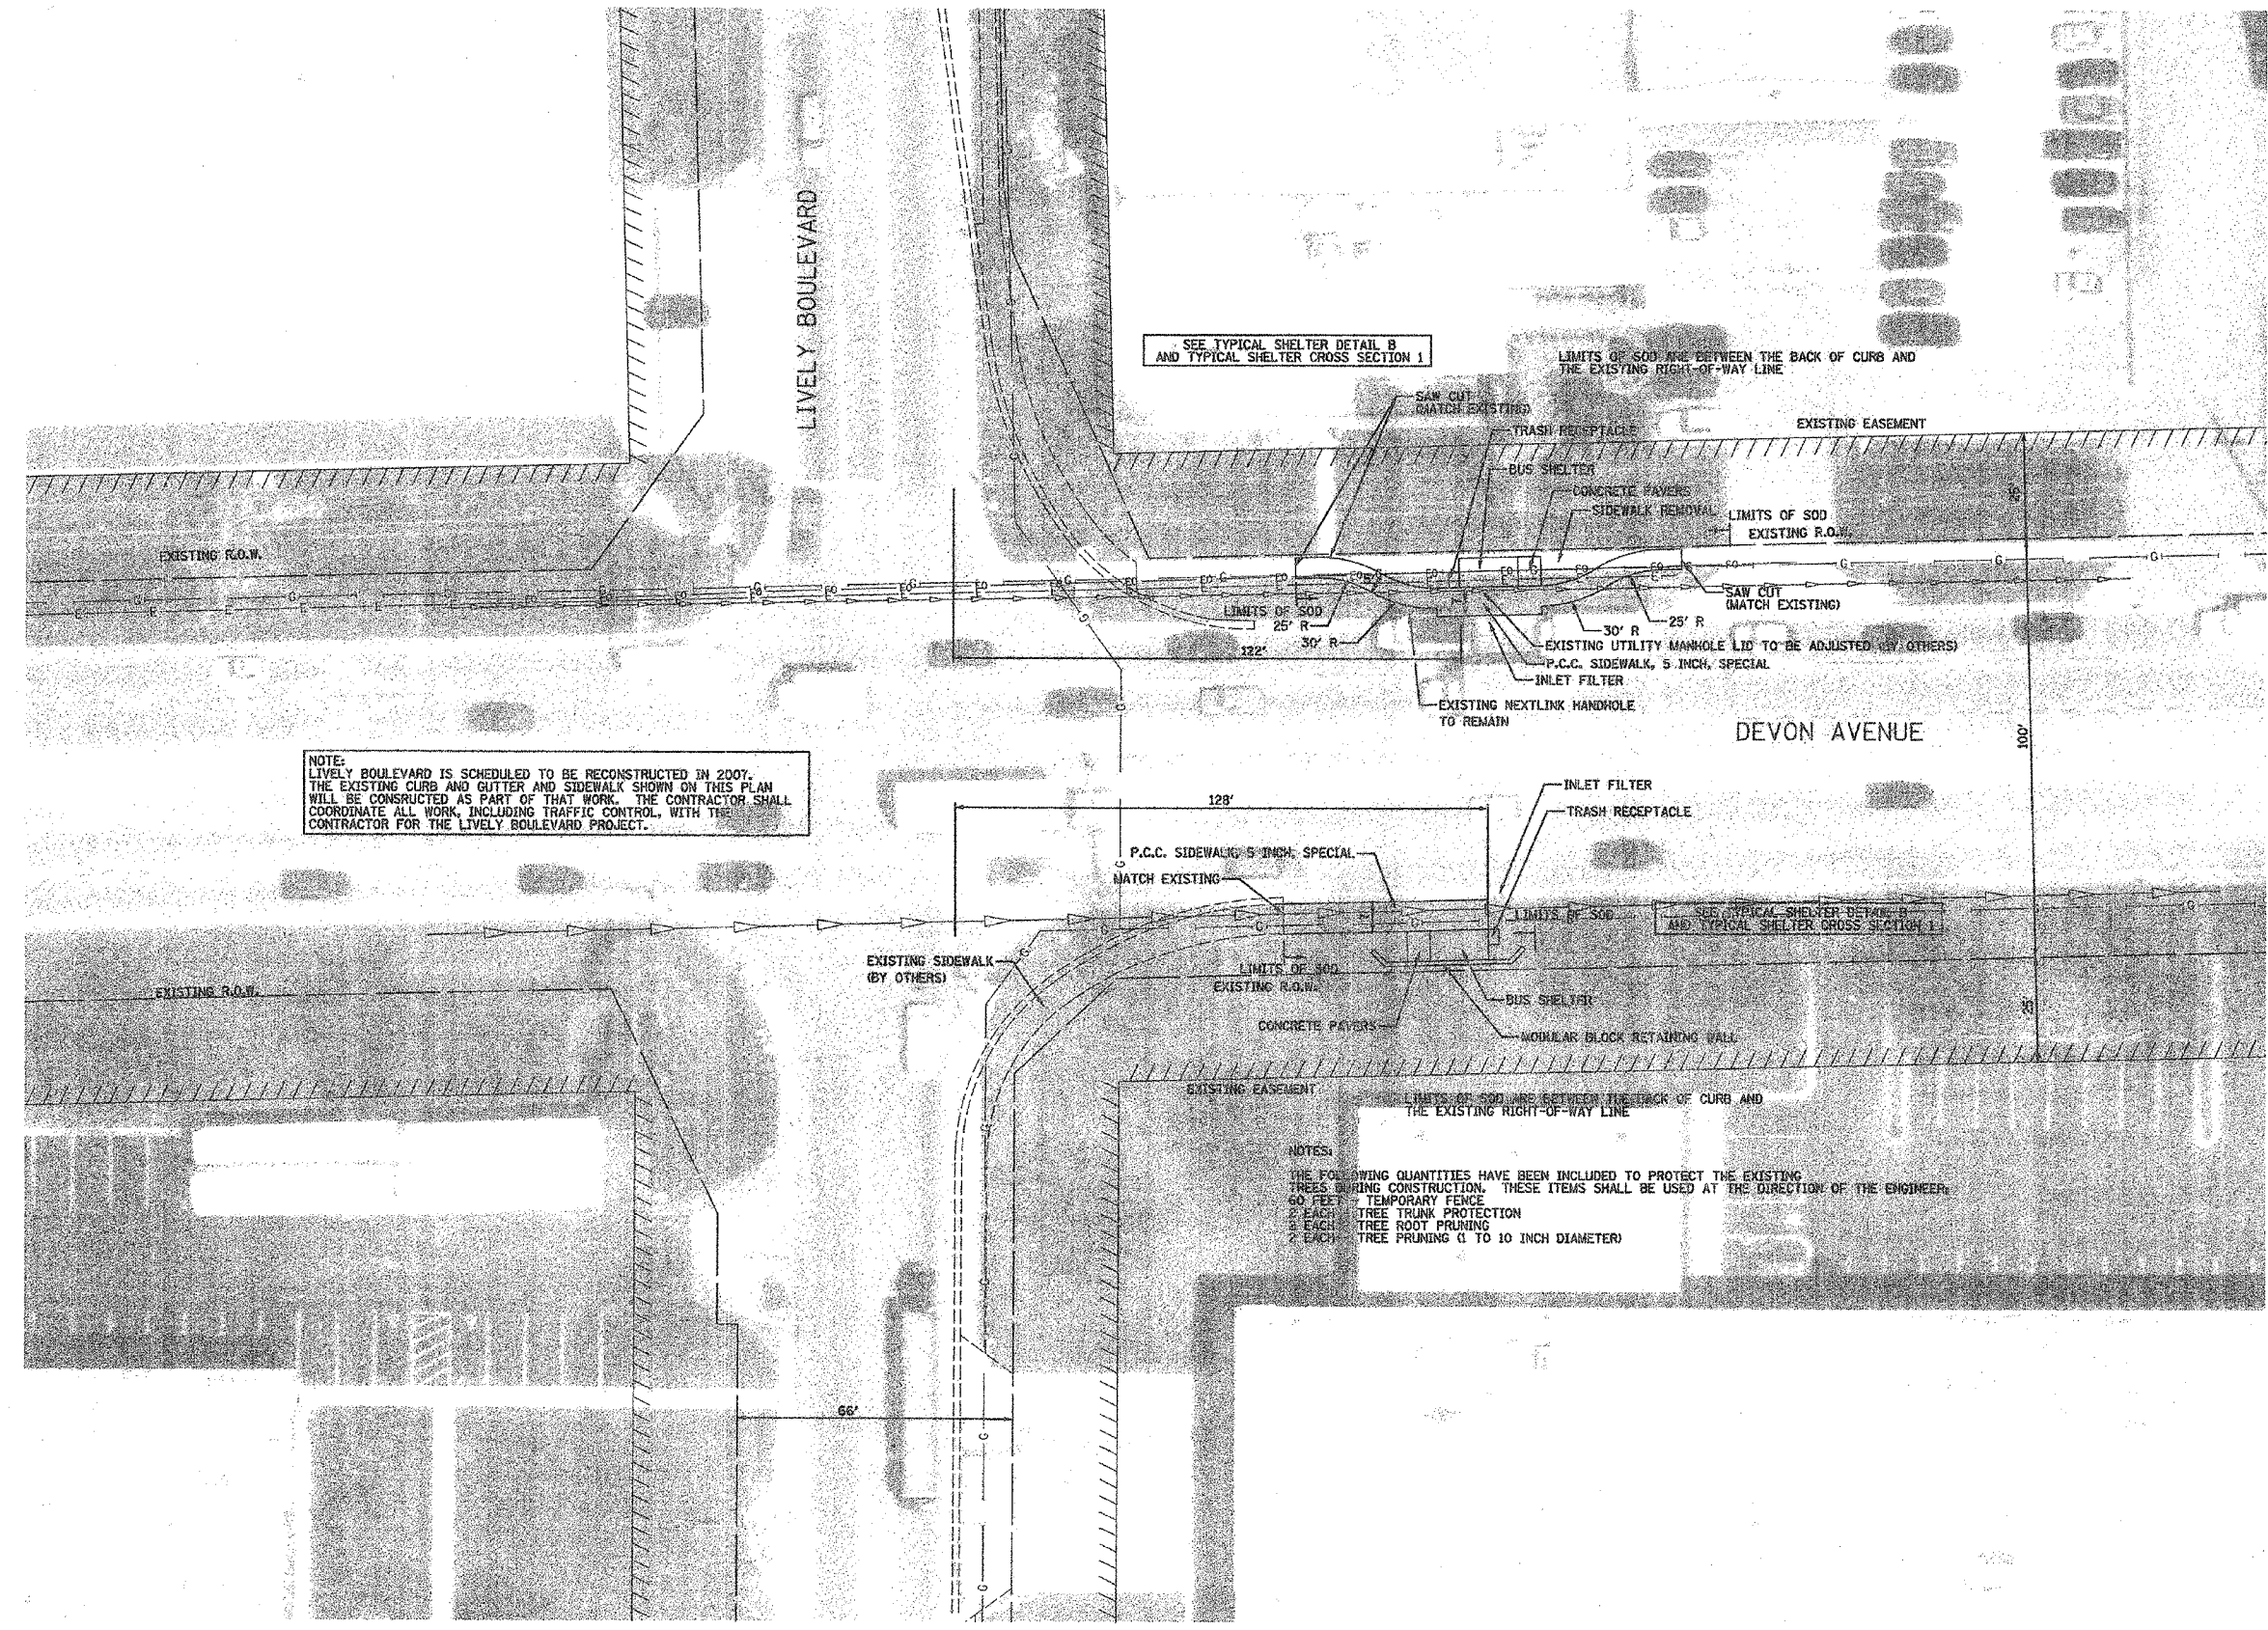 LIVELY BOULEVARD
SEE TYPICAL SHELTER DETAIL B
AND TYPICAL SHELTER CROSS SECTION 1
LIMITS OF SOD ARE BETWEEN THE BACK OF CURB AND
THE EXISTING RIGHT-OF-WAY LINE
SAW CUT
(MATCH EXISTING)
TRASH RECEPTACLE
EXISTING EASEMENT
BUS SHELTER
CONCRETE PAVERS
SIDEWALK REMOVAL
LIMITS OF SOD
EXISTING R.O.W.
25'
EXISTING R.O.W.
SAW CUT
(MATCH EXISTING)
LIMITS OF SOD
25' R
30' R
122'
30' R
25' R
EXISTING UTILITY MANHOLE LID TO BE ADJUSTED (BY OTHERS)
P.C.C. SIDEWALK, 5 INCH, SPECIAL
INLET FILTER
EXISTING NEXTLINK HANDHOLE
TO REMAIN
DEVON AVENUE
100'
NOTE:
LIVELY BOULEVARD IS SCHEDULED TO BE RECONSTRUCTED IN 2007.
THE EXISTING CURB AND GUTTER AND SIDEWALK SHOWN ON THIS PLAN
WILL BE CONSRUCTED AS PART OF THAT WORK. THE CONTRACTOR SHALL
COORDINATE ALL WORK, INCLUDING TRAFFIC CONTROL, WITH THE
CONTRACTOR FOR THE LIVELY BOULEVARD PROJECT.
128'
INLET FILTER
TRASH RECEPTACLE
P.C.C. SIDEWALK, 5 INCH, SPECIAL
MATCH EXISTING
LIMITS OF SOD
SEE TYPICAL SHELTER DETAIL B
AND TYPICAL SHELTER CROSS SECTION 1
EXISTING SIDEWALK
(BY OTHERS)
LIMITS OF SOD
EXISTING R.O.W.
EXISTING R.O.W.
BUS SHELTER
25'
CONCRETE PAVERS
MODULAR BLOCK RETAINING WALL
EXISTING EASEMENT
LIMITS OF SOD ARE BETWEEN THE BACK OF CURB AND
THE EXISTING RIGHT-OF-WAY LINE
NOTES:
THE FOLLOWING QUANTITIES HAVE BEEN INCLUDED TO PROTECT THE EXISTING
TREES DURING CONSTRUCTION. THESE ITEMS SHALL BE USED AT THE DIRECTION OF THE ENGINEER:
60 FEET - TEMPORARY FENCE
2 EACH - TREE TRUNK PROTECTION
EACH - TREE ROOT PRUNING
2 EACH - TREE PRUNING (1 TO 10 INCH DIAMETER)
66'